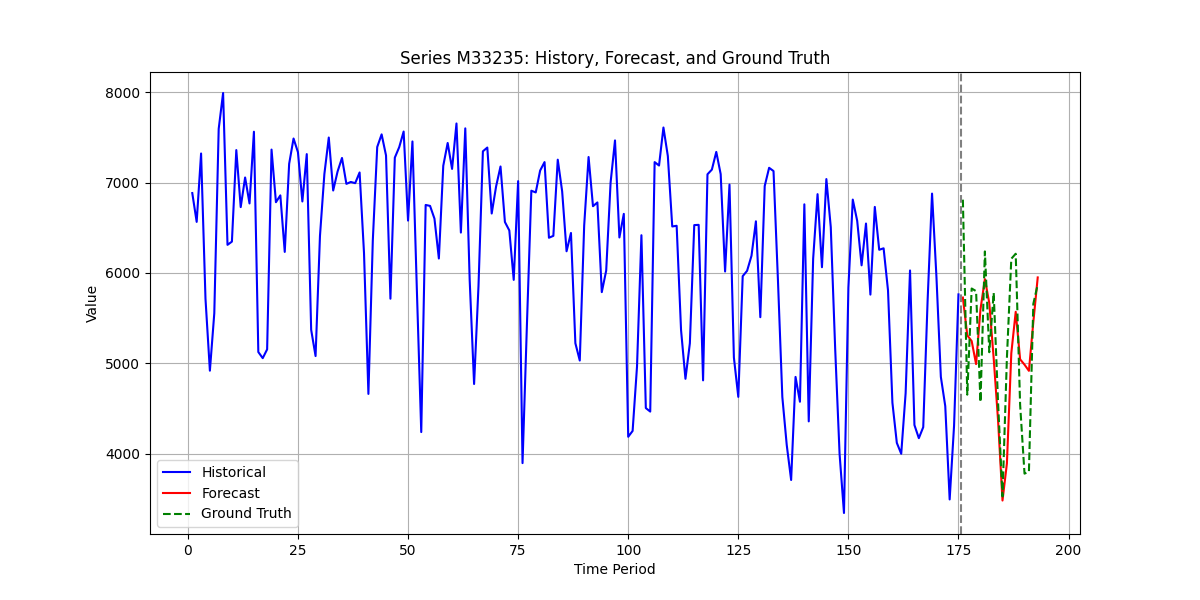 Series M33235: History, Forecast, and Ground Truth
8000
7000
6000
5000
4000
Value
Historical
Forecast
Ground Truth
0 25 50 75 100 125 150 175 200
Time Period